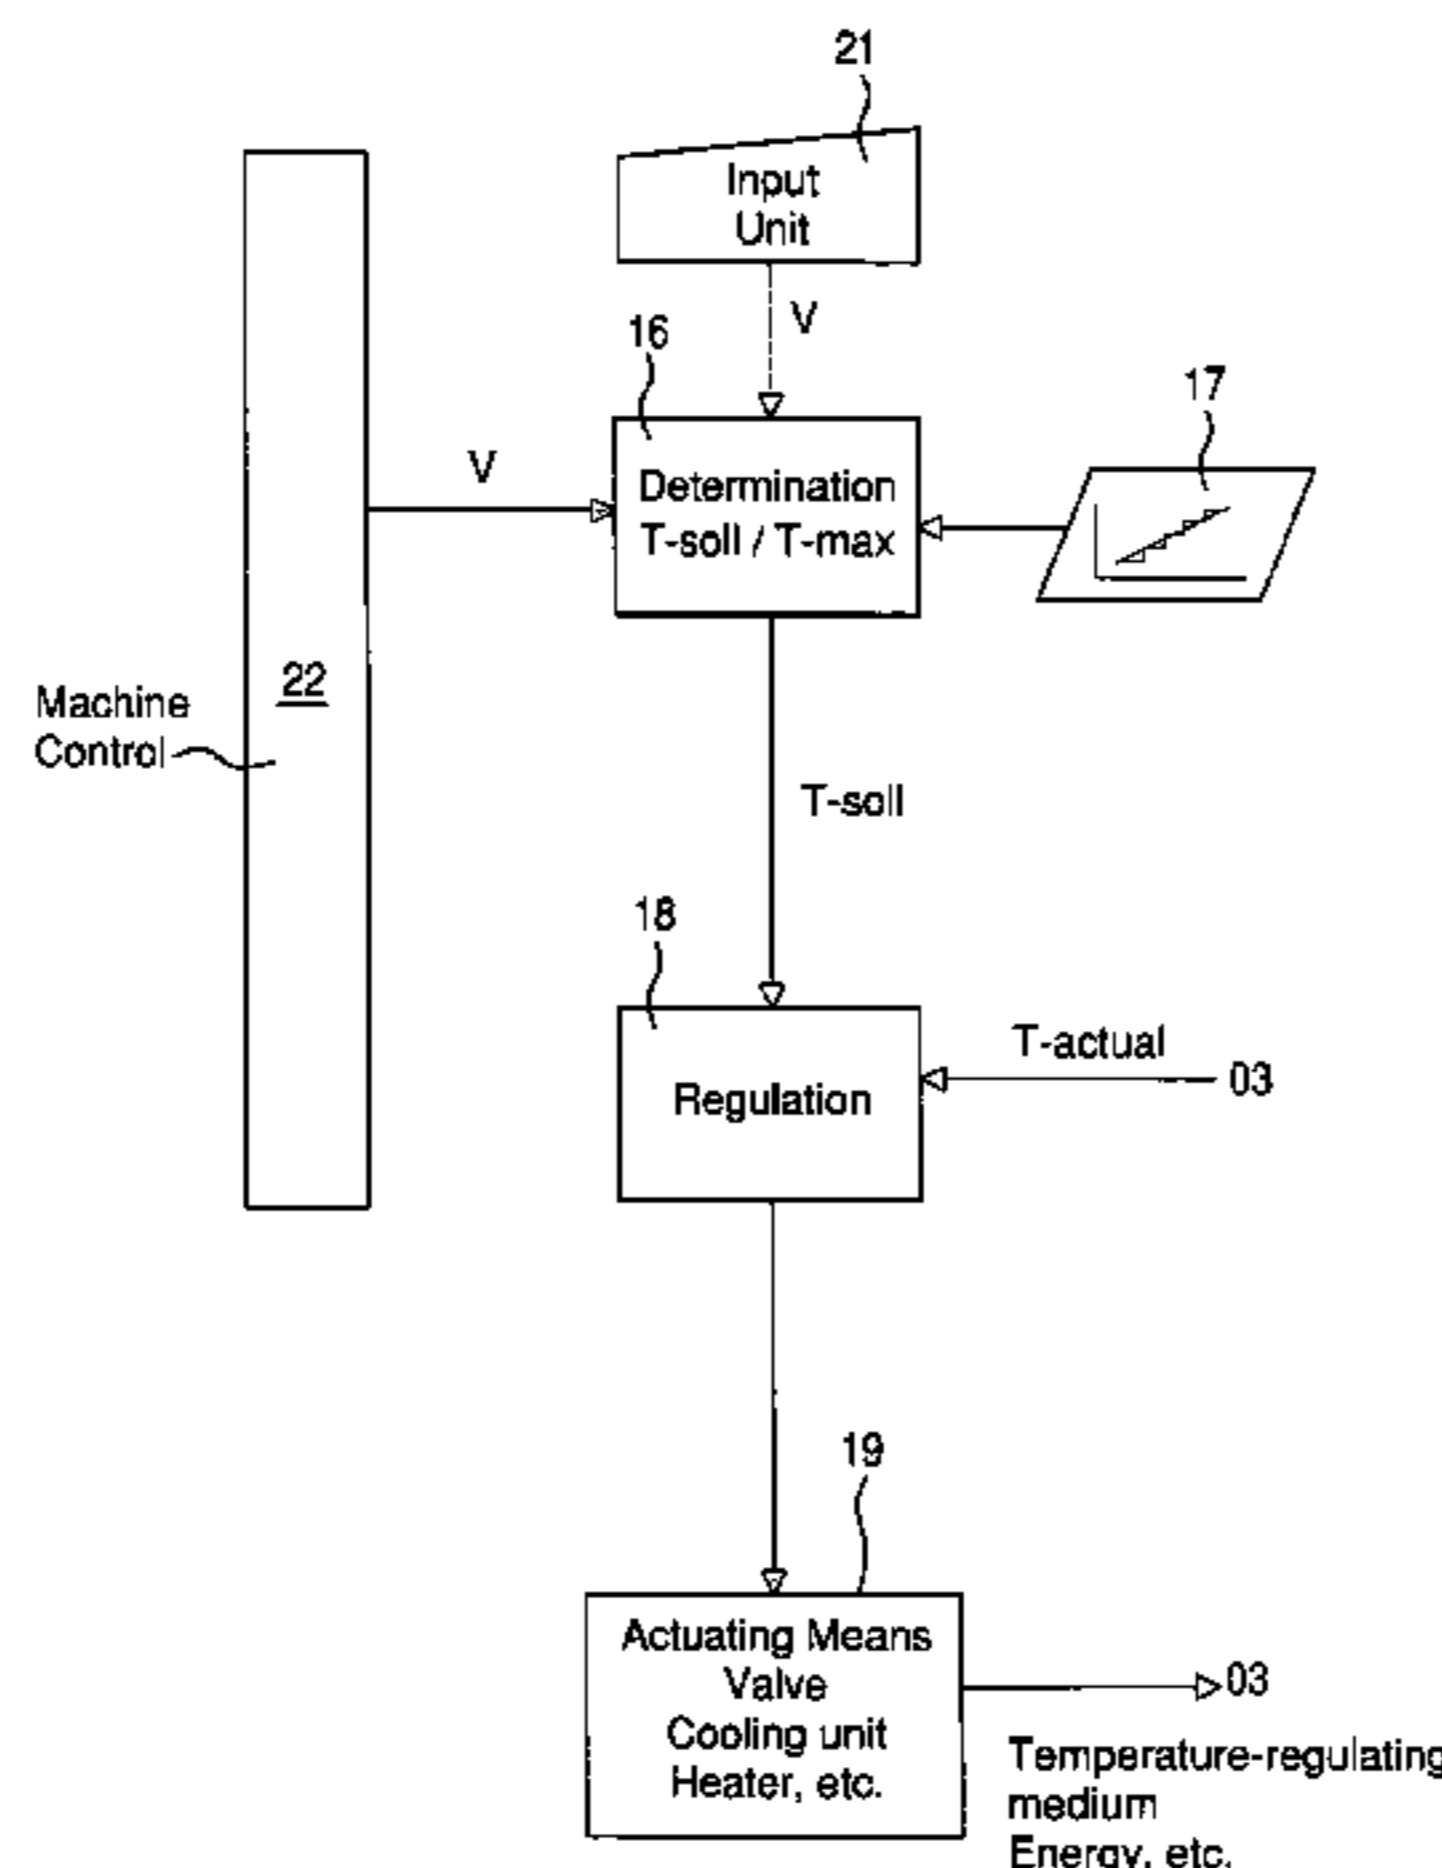 21
Input
Unit
V
16
17
V
Determination
T-soll / T-max
22
Machine
Control
T-soll
18
T-actual
03
Regulation
19
Actuating Means
Valve
Cooling unit
Heater, etc.
03
Temperature-regulating
medium
Energy, etc.